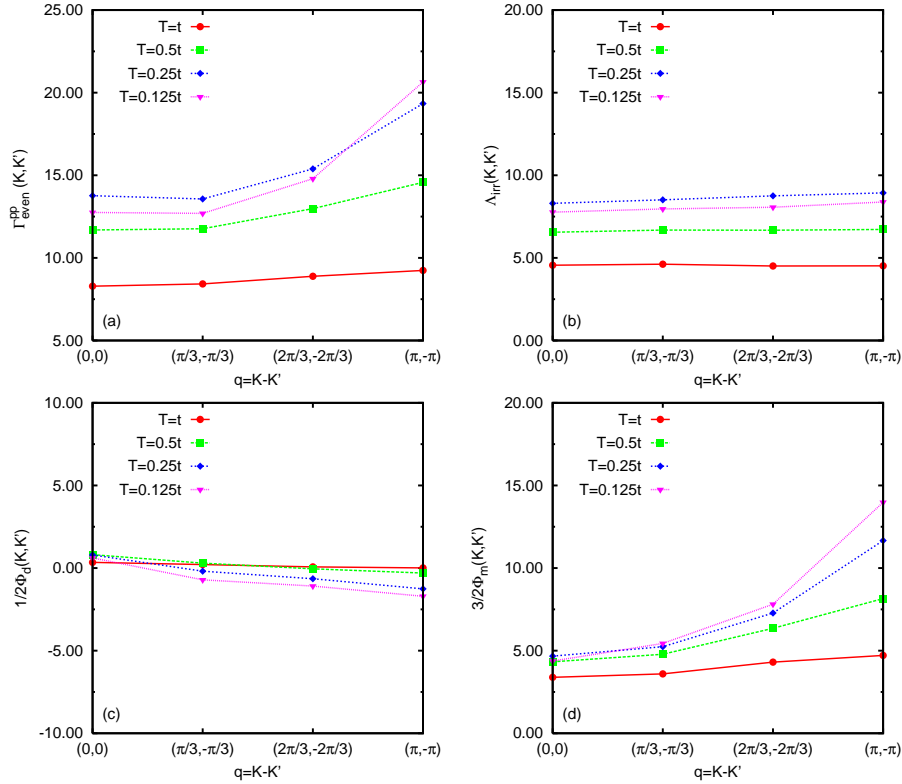 25.00
20.00
15.00
10.00
5.00
Γ^pp_even (K,K')
T=t
T=0.5t
T=0.25t
T=0.125t
(a)
(0,0)
(π/3,-π/3)
(2π/3,-2π/3)
(π,-π)
q=K-K'
20.00
15.00
10.00
5.00
0.00
Λ_irr(K,K')
T=t
T=0.5t
T=0.25t
T=0.125t
(b)
(0,0)
(π/3,-π/3)
(2π/3,-2π/3)
(π,-π)
q=K-K'
10.00
5.00
0.00
-5.00
-10.00
1/2Φ_d(K,K')
T=t
T=0.5t
T=0.25t
T=0.125t
(c)
(0,0)
(π/3,-π/3)
(2π/3,-2π/3)
(π,-π)
q=K-K'
20.00
15.00
10.00
5.00
0.00
3/2Φ_m(K,K')
T=t
T=0.5t
T=0.25t
T=0.125t
(d)
(0,0)
(π/3,-π/3)
(2π/3,-2π/3)
(π,-π)
q=K-K'